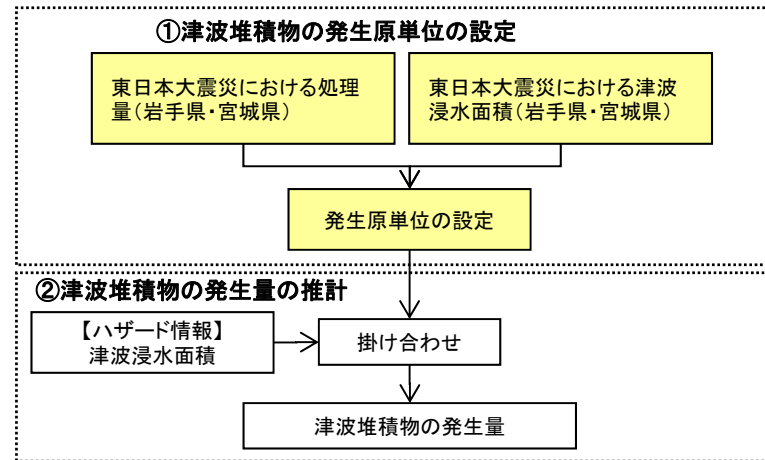 ①津波堆積物の発生原単位の設定
東日本大震災における処理
量(岩手県・宮城県)
東日本大震災における津波
浸水面積(岩手県・宮城県)
発生原単位の設定
②津波堆積物の発生量の推計
【ハザード情報】
津波浸水面積
掛け合わせ
津波堆積物の発生量